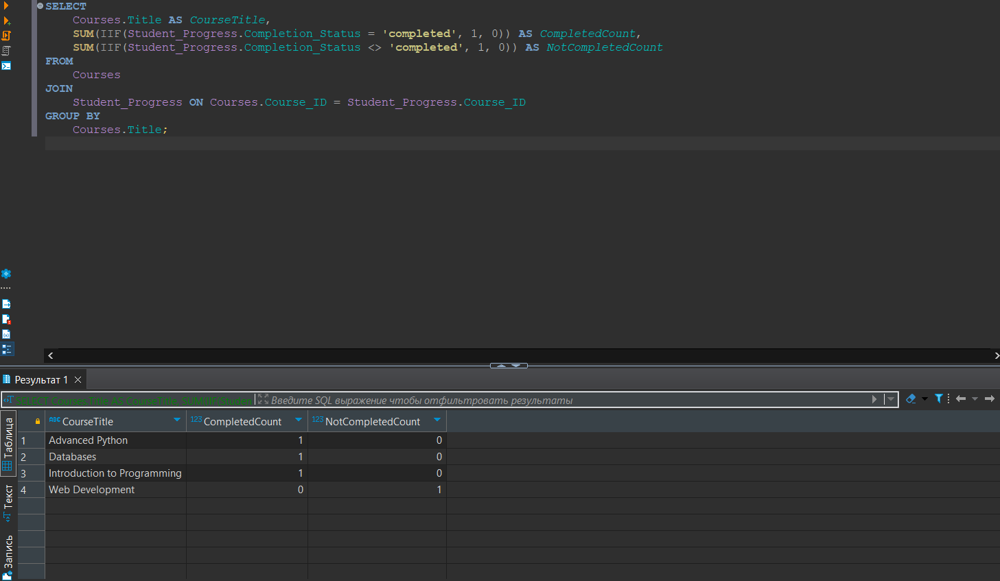 SELECT
Courses.Title AS CourseTitle,
SUM(IIF(Student_Progress.Completion_Status = 'completed', 1, 0)) AS CompletedCount,
SUM(IIF(Student_Progress.Completion_Status <> 'completed', 1, 0)) AS NotCompletedCount
FROM
Courses
JOIN
Student_Progress ON Courses.Course_ID = Student_Progress.Course_ID
GROUP BY
Courses.Title;
Результат 1
SELECT Courses.Title AS CourseTitle, SUM(IIF(Studen
Введите SQL выражение чтобы отфильтровать результаты
Таблица
Текст
Запись
ABC CourseTitle 123 CompletedCount 123 NotCompletedCount
1 Advanced Python 1 0
2 Databases 1 0
3 Introduction to Programming 1 0
4 Web Development 0 1